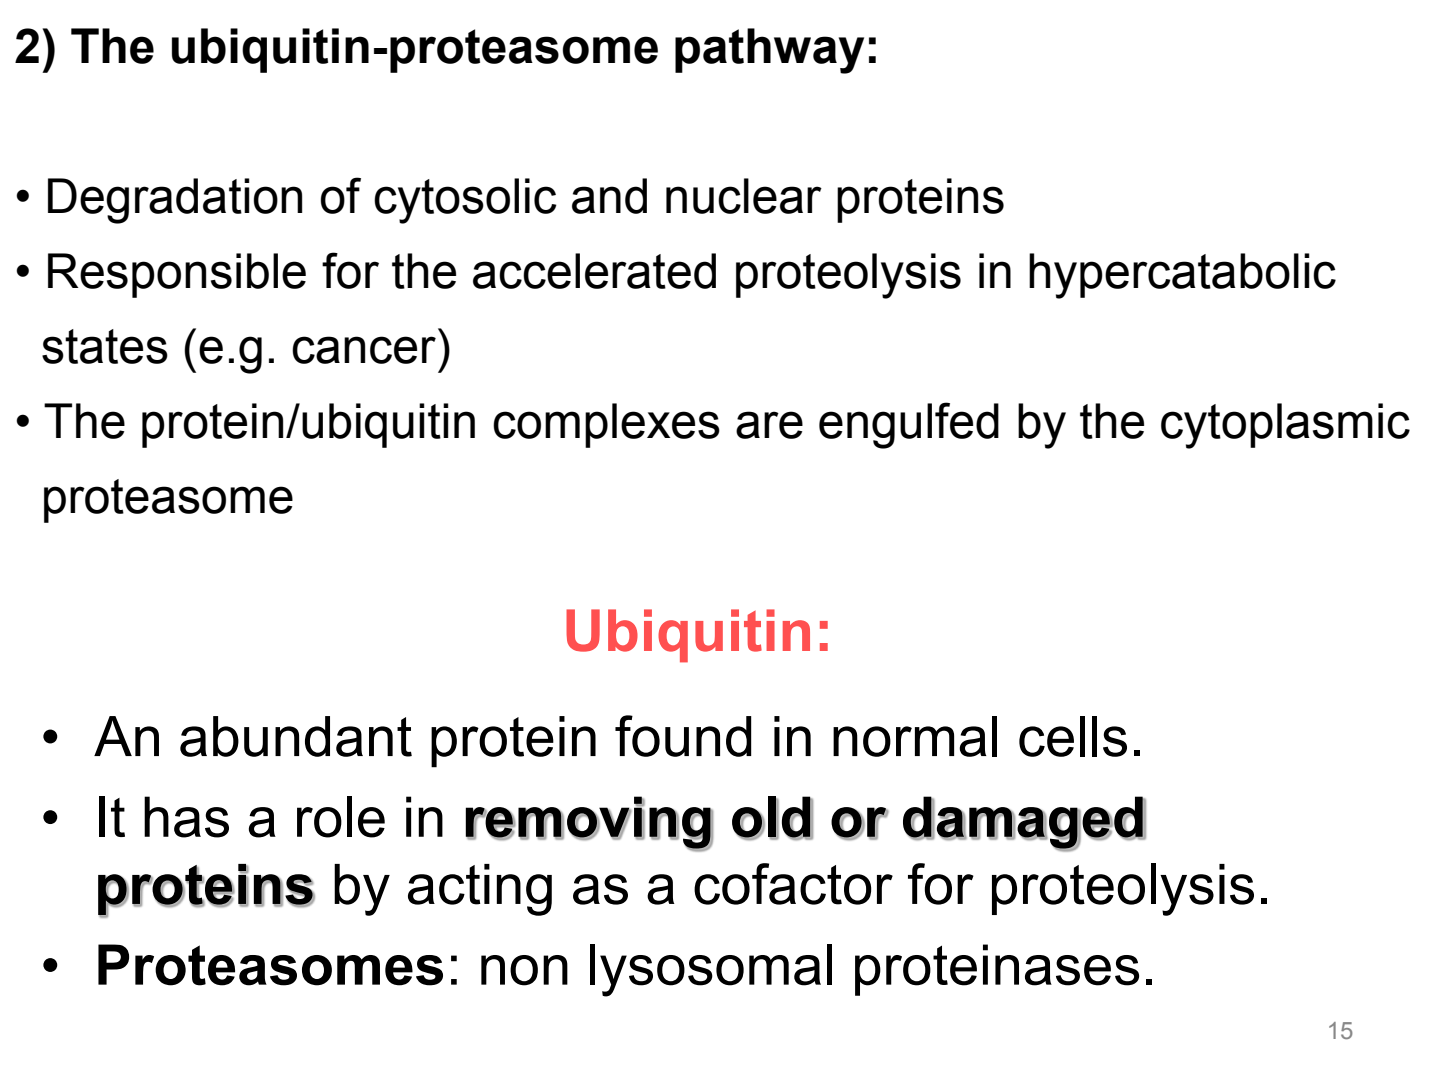 2) The ubiquitin-proteasome pathway:
• Degradation of cytosolic and nuclear proteins
• Responsible for the accelerated proteolysis in hypercatabolic
states (e.g. cancer)
• The protein/ubiquitin complexes are engulfed by the cytoplasmic
proteasome
Ubiquitin:
• An abundant protein found in normal cells.
• It has a role in removing old or damaged
proteins by acting as a cofactor for proteolysis.
• Proteasomes: non lysosomal proteinases.
15